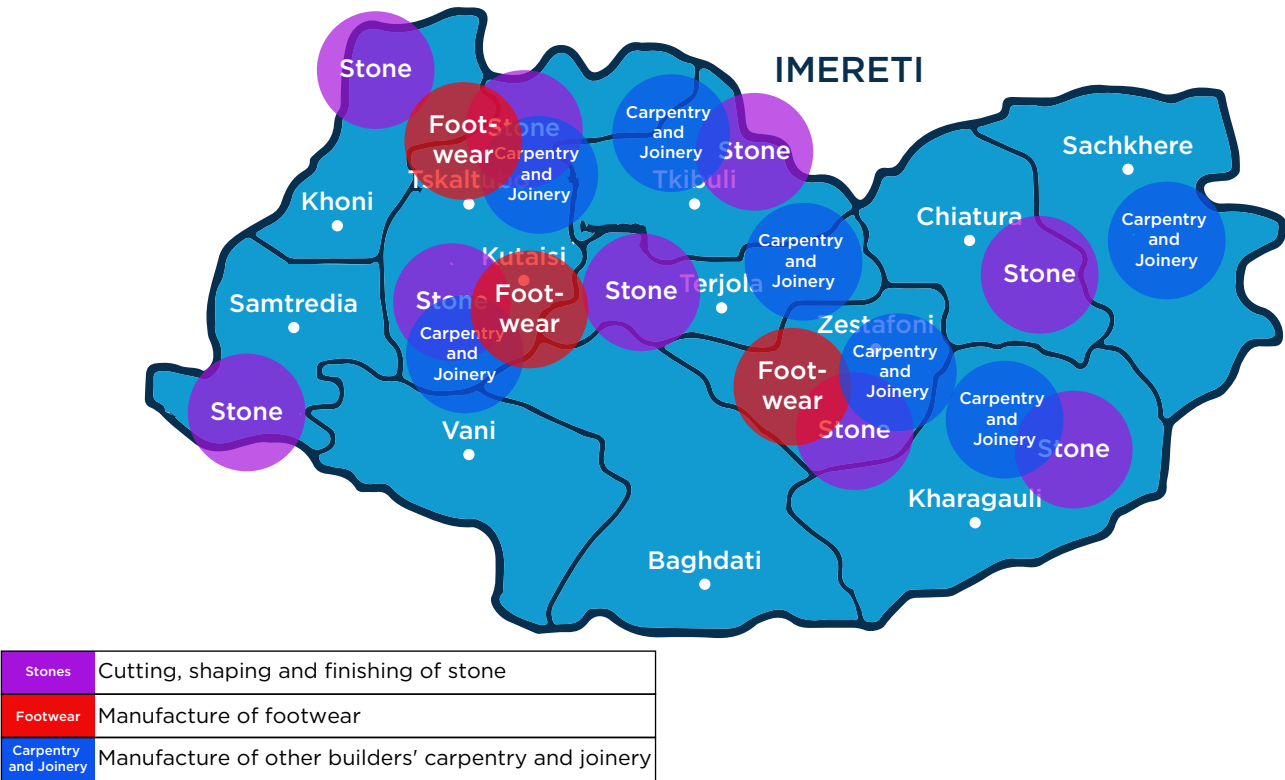 IMERETI
Stone
Foot-
wear
Stone
Carpentry
and
Joinery
Carpentry
and
Joinery
Stone
Sachkhere
Tskaltubo
Tkibuli
Khoni
Chiatura
Carpentry
and
Joinery
Carpentry
and
Joinery
Kutaisi
Stone
Stone
Terjola
Samtredia
Stone
Foot-
wear
Carpentry
and
Joinery
Zestafoni
Carpentry
and
Joinery
Foot-
wear
Stone
Carpentry
and
Joinery
Stone
Stone
Vani
Kharagauli
Baghdati
Stones Cutting, shaping and finishing of stone
Footwear Manufacture of footwear
Carpentry
and Joinery Manufacture of other builders' carpentry and joinery